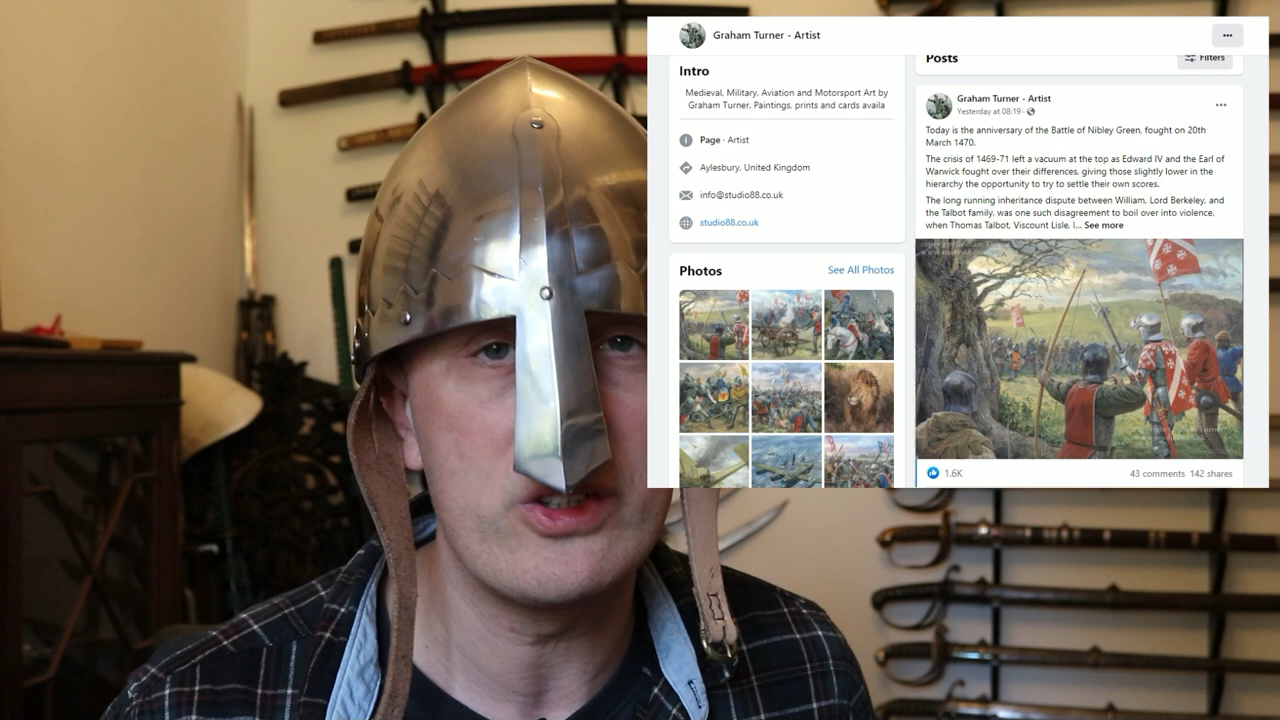 Graham Turner - Artist
...
Intro
Medieval, Military, Aviation and Motorsport Art by
Graham Turner. Paintings, prints and cards availa
Page · Artist
Aylesbury, United Kingdom
info@studio88.co.uk
studio88.co.uk
Photos
See All Photos
Posts
Filters
Graham Turner - Artist
Yesterday at 08:19 ·
...
Today is the anniversary of the Battle of Nibley Green, fought on 20th
March 1470.
The crisis of 1469-71 left a vacuum at the top as Edward IV and the Earl of
Warwick fought over their differences, giving those slightly lower in the
hierarchy the opportunity to try to settle their own scores.
The long running inheritance dispute between William, Lord Berkeley, and
the Talbot family, was one such disagreement to boil over into violence,
when Thomas Talbot, Viscount Lisle, l... See more
1.6K
43 comments 142 shares